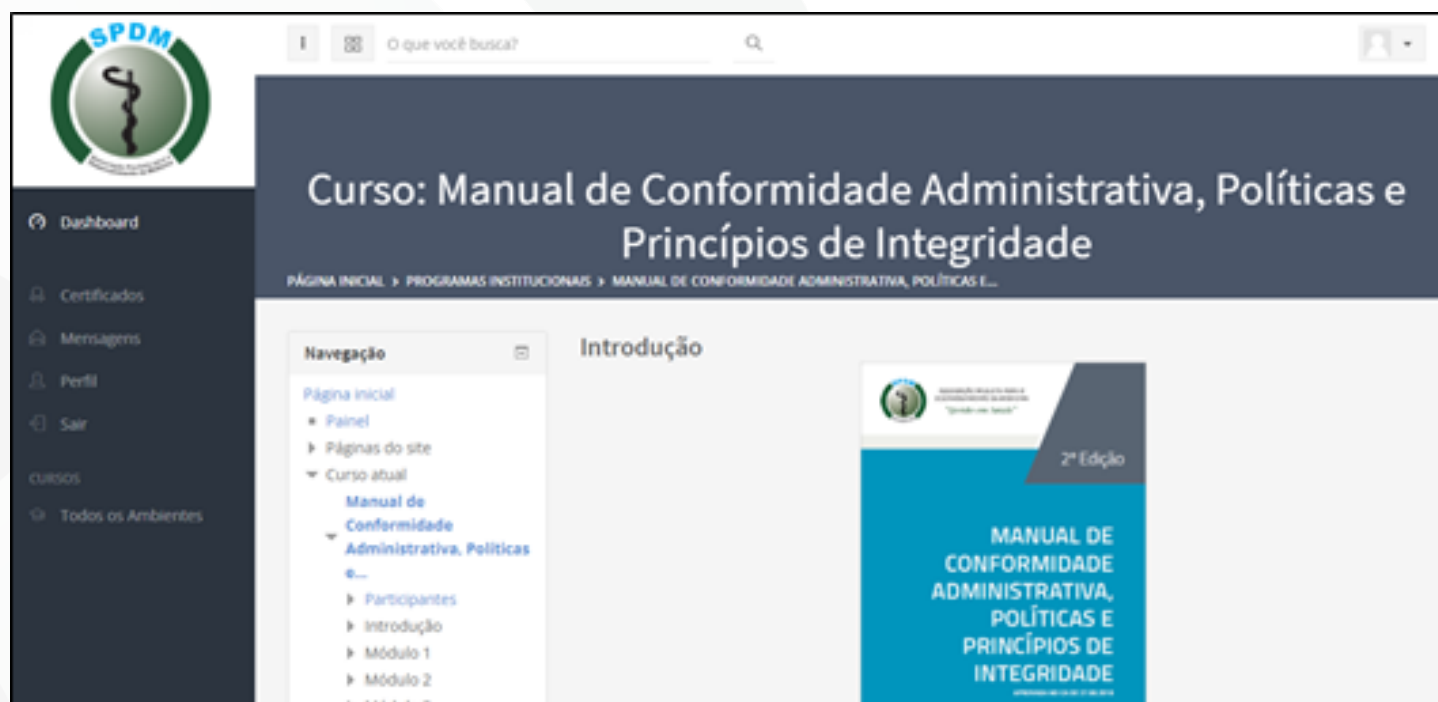 SPDM
O que você busca?
Curso: Manual de Conformidade Administrativa, Políticas e
Princípios de Integridade
PÁGINA INICIAL > PROGRAMAS INSTITUCIONAIS > MANUAL DE CONFORMIDADE ADMINISTRATIVA, POLÍTICAS E...
Dashboard
Certificados
Mensagens
Perfil
Sair
CURSOS
Todos os Ambientes
Navegação
Página inicial
Painel
Páginas do site
Curso atual
Manual de
Conformidade
Administrativa, Políticas
e...
Participantes
Introdução
Módulo 1
Módulo 2
Introdução
2ª Edição
MANUAL DE
CONFORMIDADE
ADMINISTRATIVA,
POLÍTICAS E
PRINCÍPIOS DE
INTEGRIDADE